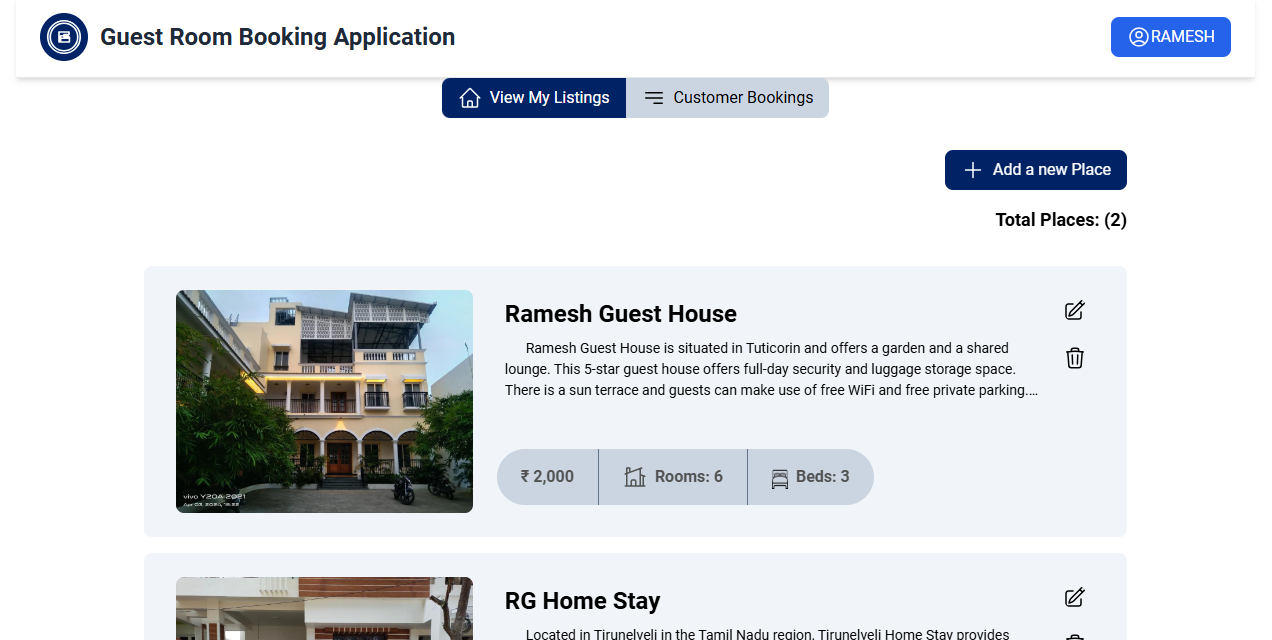 Guest Room Booking Application
RAMESH
View My Listings
Customer Bookings
Add a new Place
Total Places: (2)
Ramesh Guest House
Ramesh Guest House is situated in Tuticorin and offers a garden and a shared
lounge. This 5-star guest house offers full-day security and luggage storage space.
There is a sun terrace and guests can make use of free WiFi and free private parking....
vivo Y20A·2021
Apr 03, 2024, 18:22
₹ 2,000
Rooms: 6
Beds: 3
RG Home Stay
Located in Tirunelveli in the Tamil Nadu region, Tirunelveli Home Stay provides